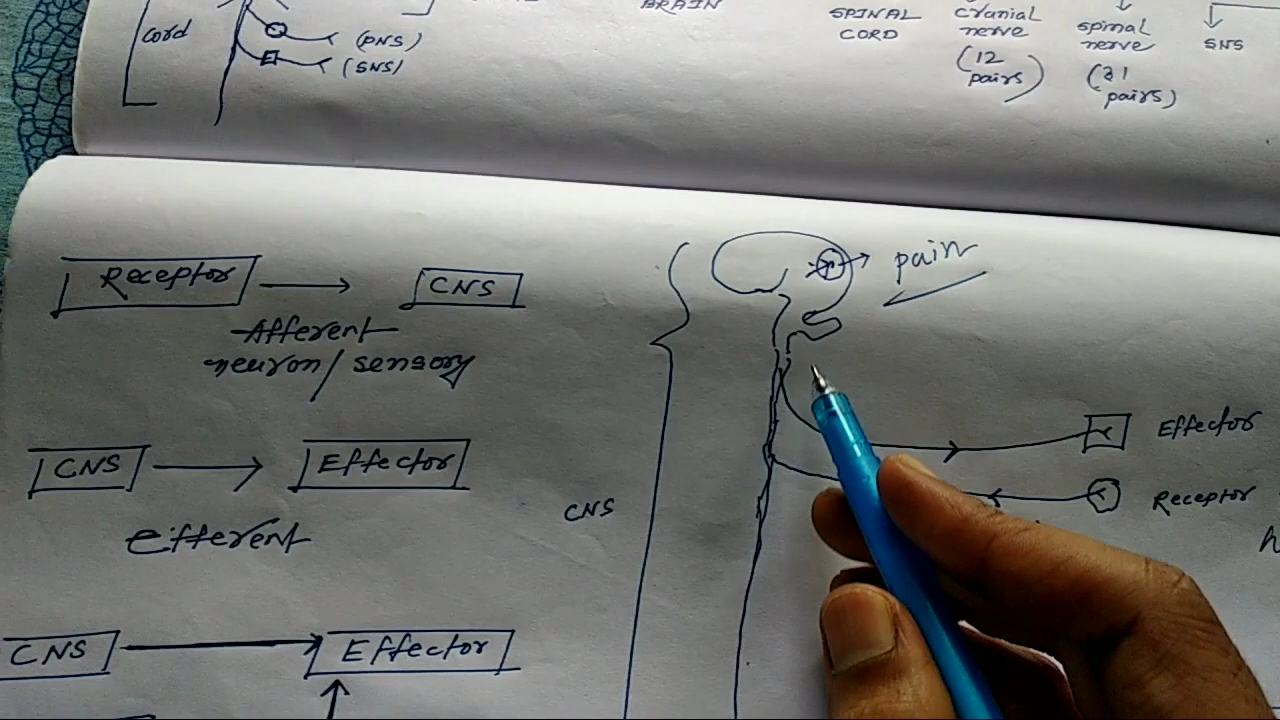 cord
(PNS)
(SNS)
BRAIN
SPINAL
CORD
cranial
nerve
(12
pairs)
spinal
nerve
(31
pairs)
SNS
Receptor
CNS
Afferent
neuron/sensory
CNS
Effector
Efferent
CNS
Effector
pain
Effector
Receptor
CNS